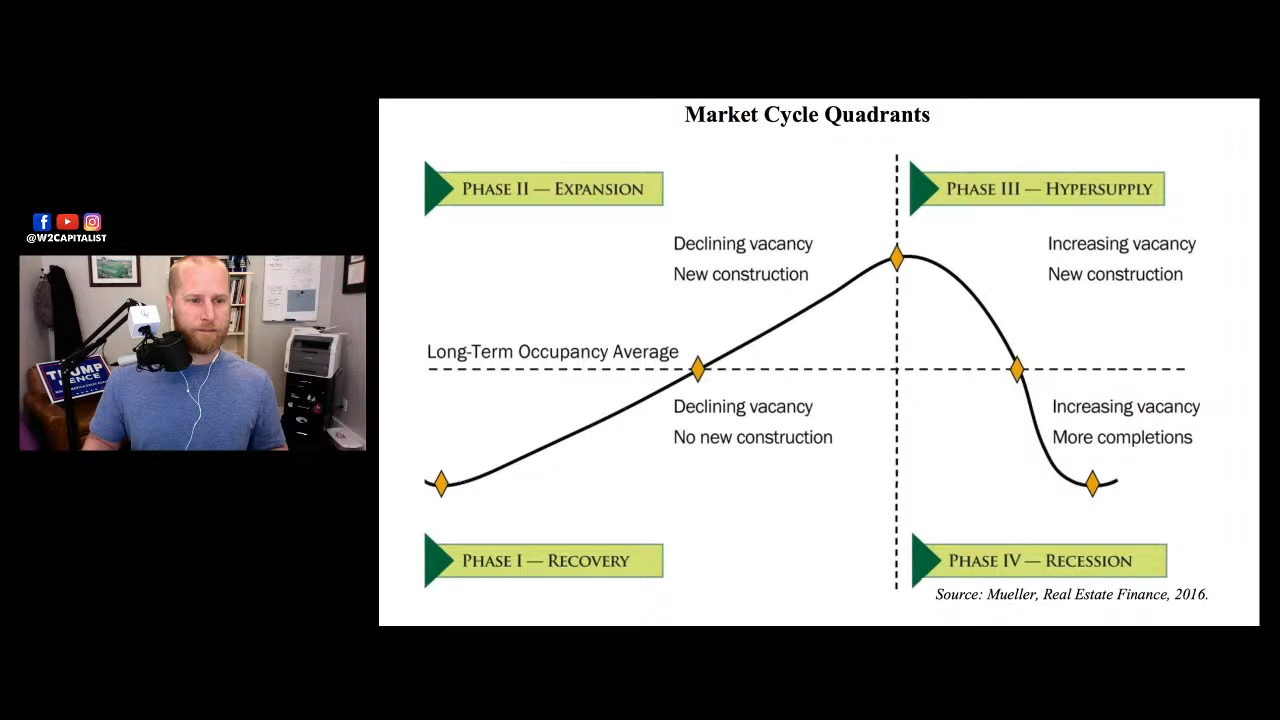 @W2CAPITALIST
TRUMP
PENCE
Market Cycle Quadrants
PHASE II — EXPANSION
PHASE III — HYPERSUPPLY
Declining vacancy
New construction
Increasing vacancy
New construction
Long-Term Occupancy Average
Declining vacancy
No new construction
Increasing vacancy
More completions
PHASE I — RECOVERY
PHASE IV — RECESSION
Source: Mueller, Real Estate Finance, 2016.